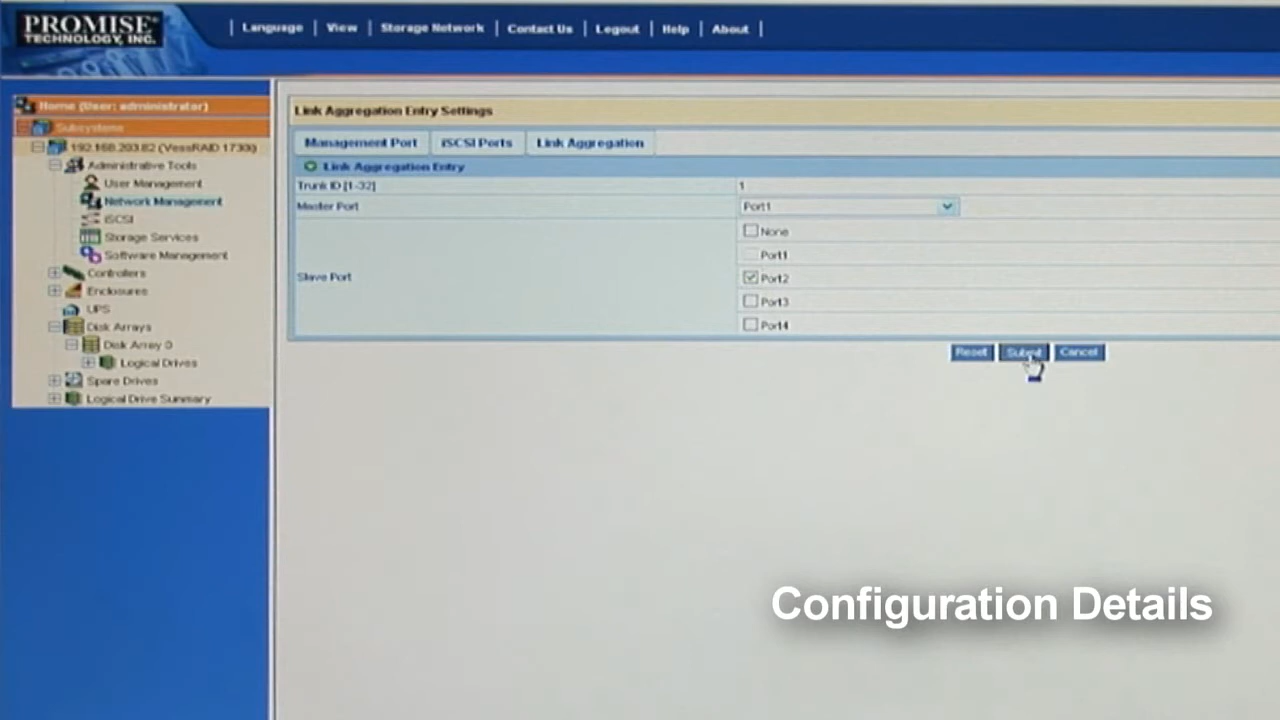 PROMISE
TECHNOLOGY, INC.
Language
View
Storage Network
Contact Us
Logout
Help
About
Home (User: administrator)
Subsystems
192.168.203.82 (VessRAID 1730i)
Administrative Tools
User Management
Network Management
iSCSI
Storage Services
Software Management
Controllers
Enclosures
UPS
Disk Arrays
Disk Array 0
Logical Drives
Spare Drives
Logical Drive Summary
Link Aggregation Entry Settings
Management Port
iSCSI Ports
Link Aggregation
Link Aggregation Entry
Trunk ID [1-32]
1
Master Port
Port1
Slave Port
None
Port1
Port2
Port3
Port4
Reset
Submit
Cancel
Configuration Details